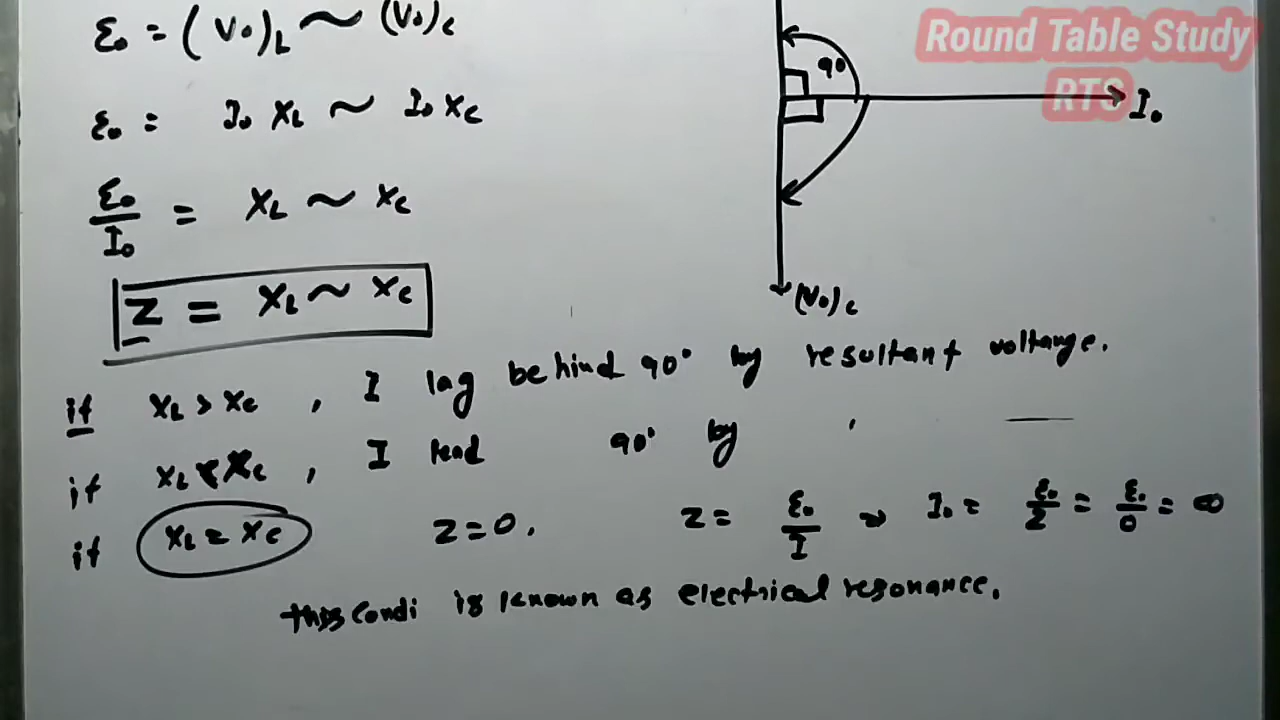 ε₀ = (V₀)L ~ (V₀)C
Round Table Study
RTS
90
I₀
ε₀ = I₀ XL ~ I₀ XC
ε₀/I₀ = XL ~ XC
Z = XL ~ XC
(V₀)C
if XL > XC , I lag behind 90° by resultant voltage.
if XL < XC , I lead 90° by , —
if XL = XC Z = 0. Z = ε₀/I ⇒ I₀ = ε₀/Z = ε₀/0 = ∞
this condi is known as electrical resonance.